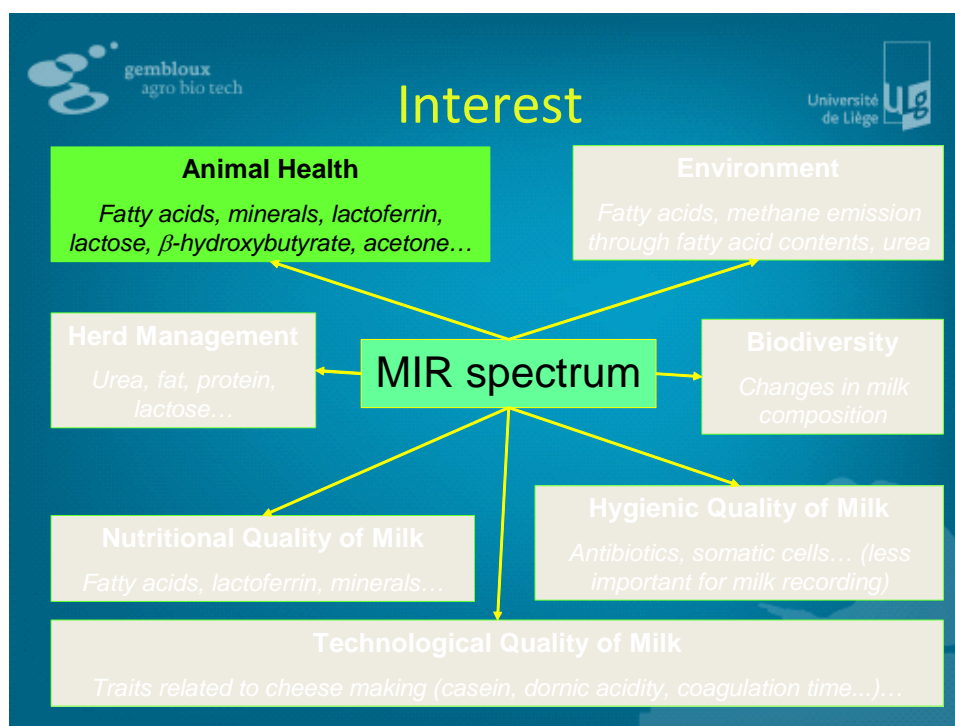 gembloux
agro bio tech
Interest
Université
de Liège
Ulg
Animal Health
Fatty acids, minerals, lactoferrin,
lactose, β-hydroxybutyrate, acetone…
Environment
Fatty acids, methane emission
through fatty acid contents, urea
Herd Management
Urea, fat, protein,
lactose…
MIR spectrum
Biodiversity
Changes in milk
composition
Nutritional Quality of Milk
Fatty acids, lactoferrin, minerals…
Hygienic Quality of Milk
Antibiotics, somatic cells… (less
important for milk recording)
Technological Quality of Milk
Traits related to cheese making (casein, dornic acidity, coagulation time...)…